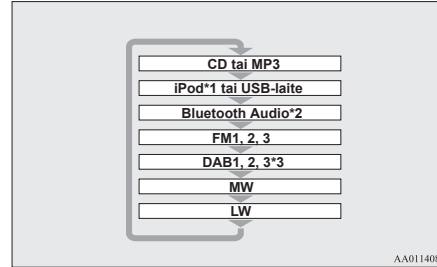 CD tai MP3
iPod*1 tai USB-laite
Bluetooth Audio*2
FM1, 2, 3
DAB1, 2, 3*3
MW
LW